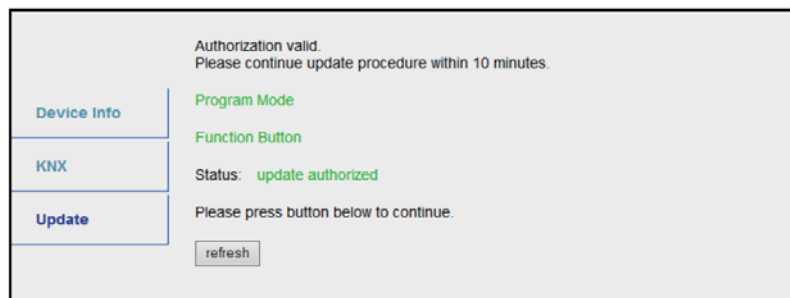 Authorization valid.
Please continue update procedure within 10 minutes.
Device Info
KNX
Update
Program Mode
Function Button
Status: update authorized
Please press button below to continue.
refresh